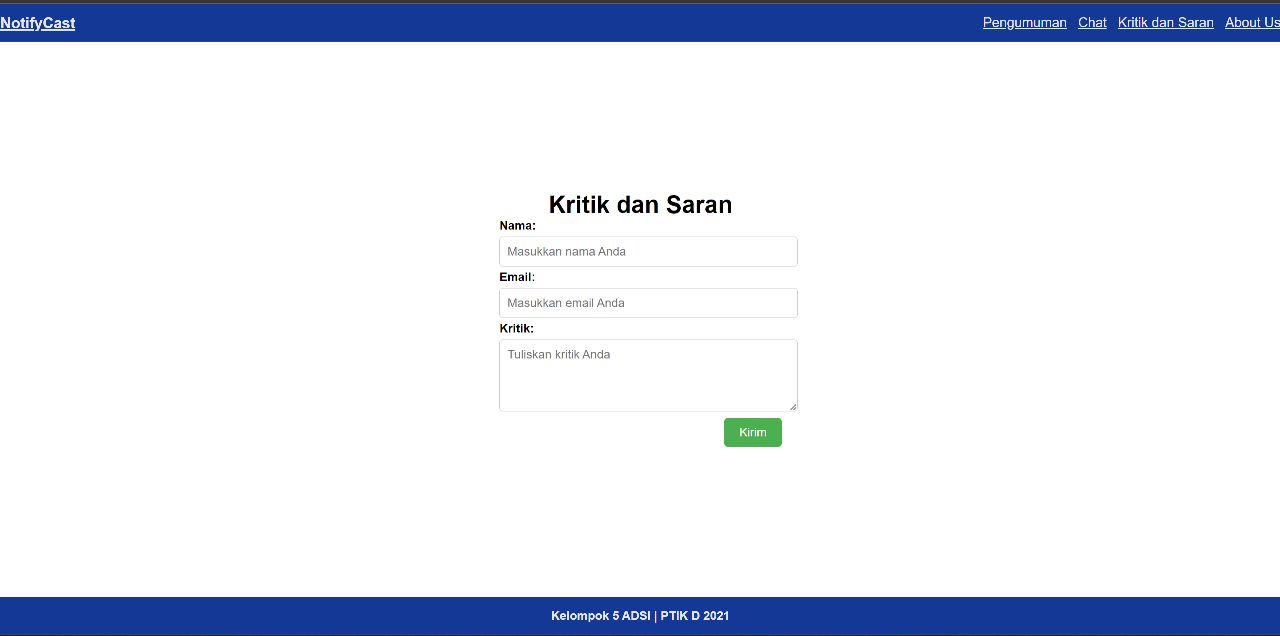 NotifyCast Pengumuman Chat Kritik dan Saran About Us
Kritik dan Saran
Nama:
Masukkan nama Anda
Email:
Masukkan email Anda
Kritik:
Tuliskan kritik Anda
Kirim
Kelompok 5 ADSI | PTIK D 2021